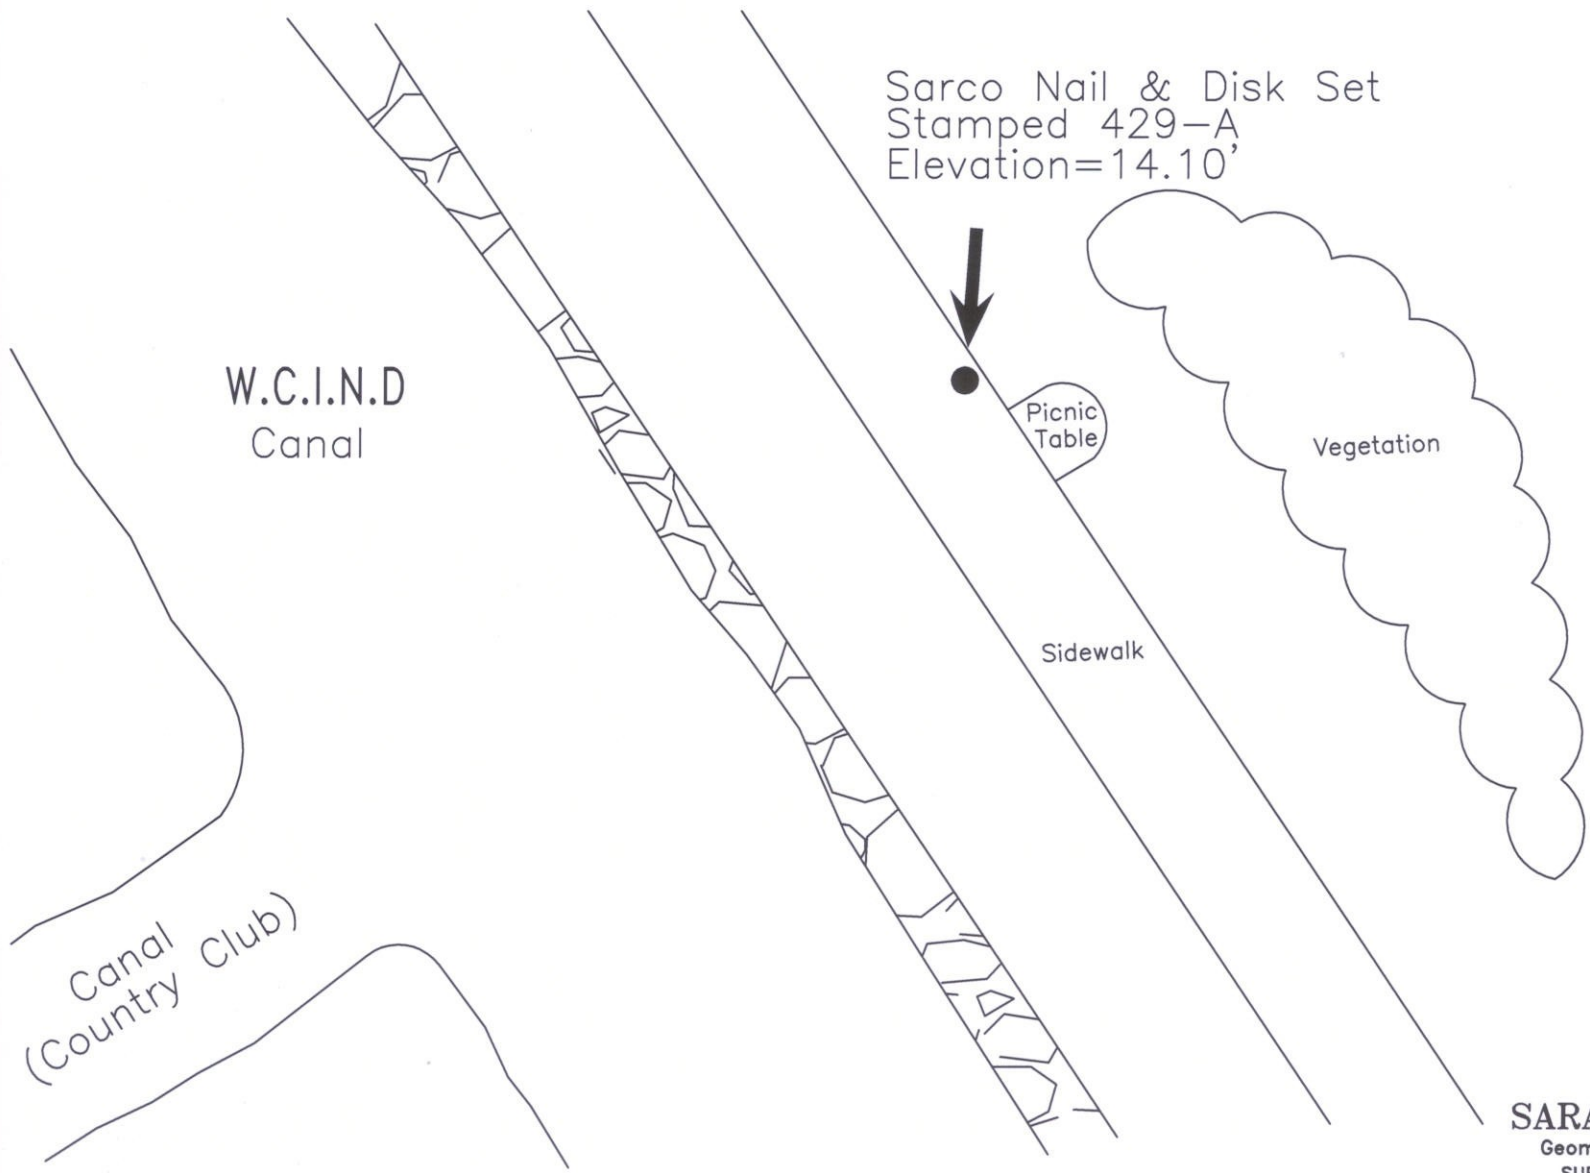 Sarco Nail & Disk Set
Stamped 429-A
Elevation=14.10'
W.C.I.N.D
Canal
Picnic
Table
Vegetation
Sidewalk
Canal
(Country Club)